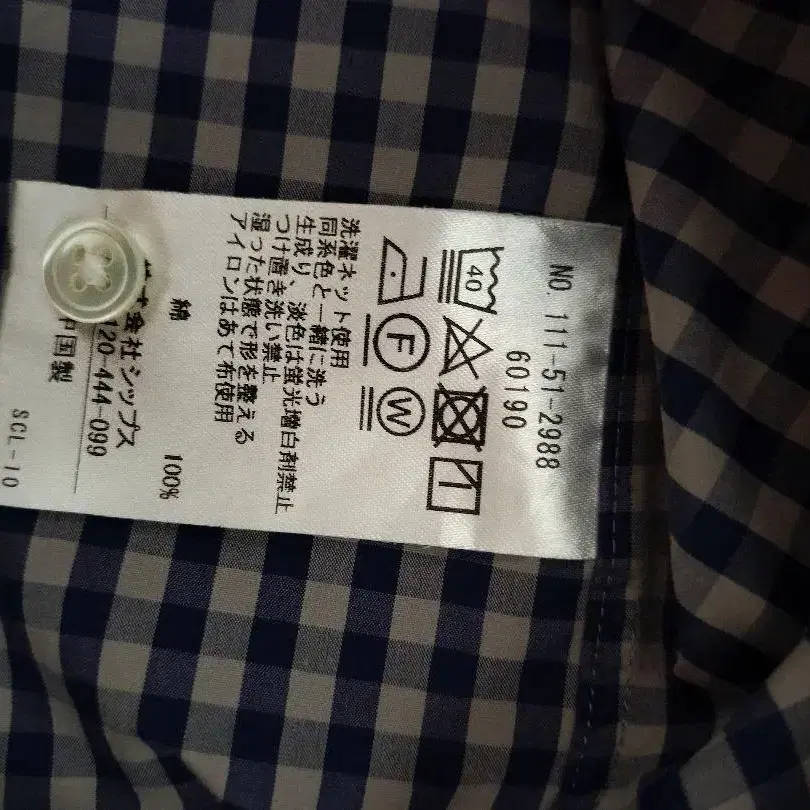 NO. 111-51-2988
60190
40
F
W
洗濯ネット使用
同系色と一緒に洗う
生成り、淡色は蛍光増白剤禁止
つけ置き洗い禁止
湿った状態で形を整える
アイロンはあて布使用
綿 100%
式会社シップス
120-444-099
中国製
SCL-10